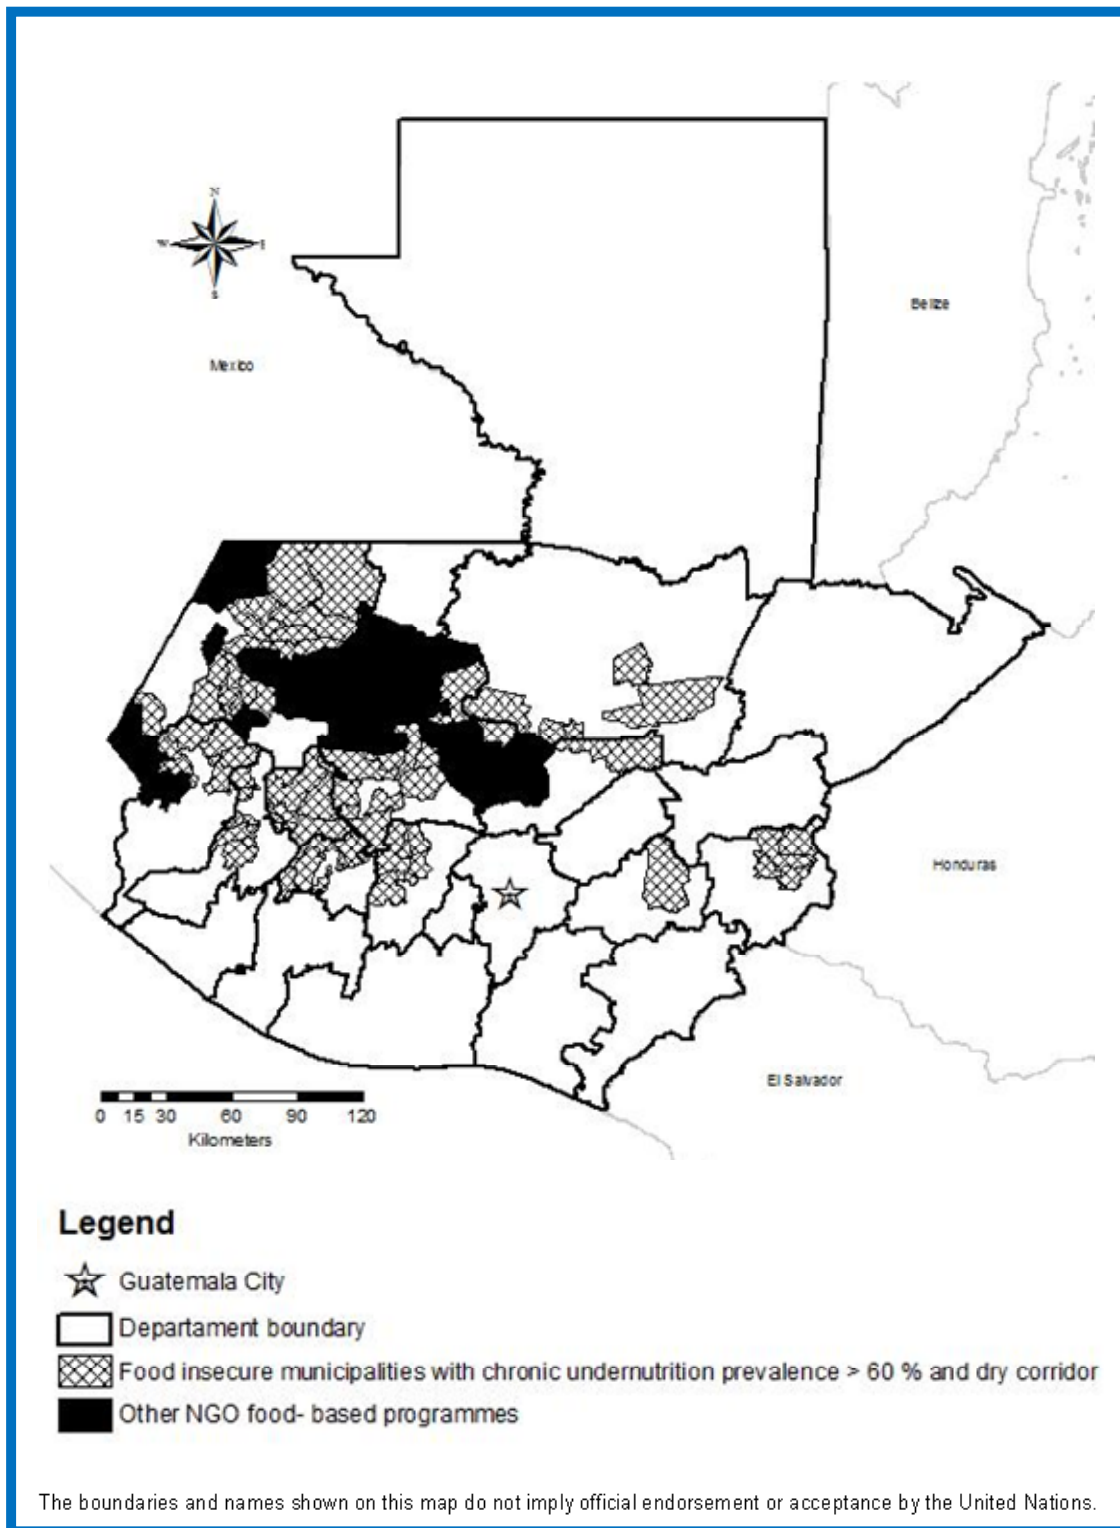 N
W E
S
Belize
Mexico
Honduras
El Salvador
0 15 30 60 90 120
Kilometers
Legend
Guatemala City
Departament boundary
Food insecure municipalities with chronic undernutrition prevalence > 60 % and dry corridor
Other NGO food- based programmes
The boundaries and names shown on this map do not imply official endorsement or acceptance by the United Nations.